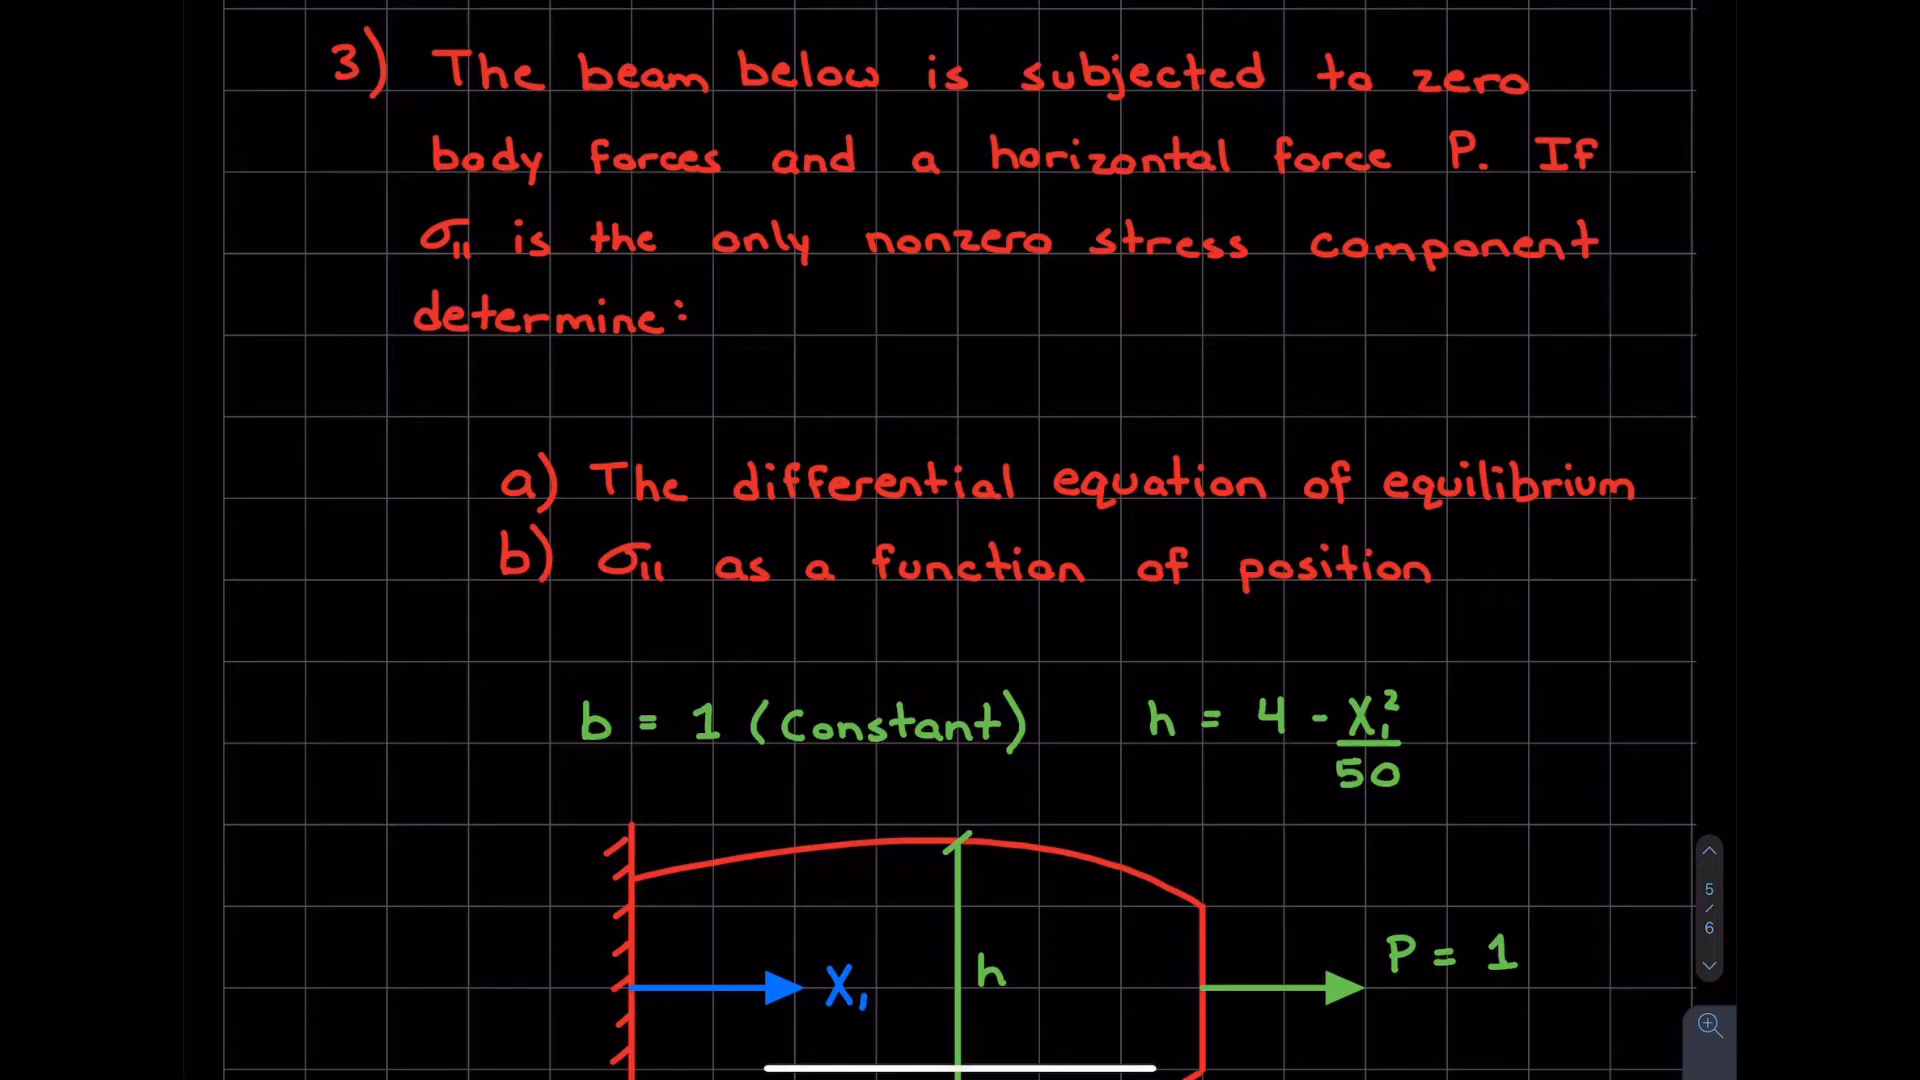 3) The beam below is subjected to zero
body forces and a horizontal force P. If
σ₁₁ is the only nonzero stress component
determine:
a) The differential equation of equilibrium
b) σ₁₁ as a function of position
b = 1 (Constant) h = 4 - X₁²/50
X₁
h
P = 1
5
/
6